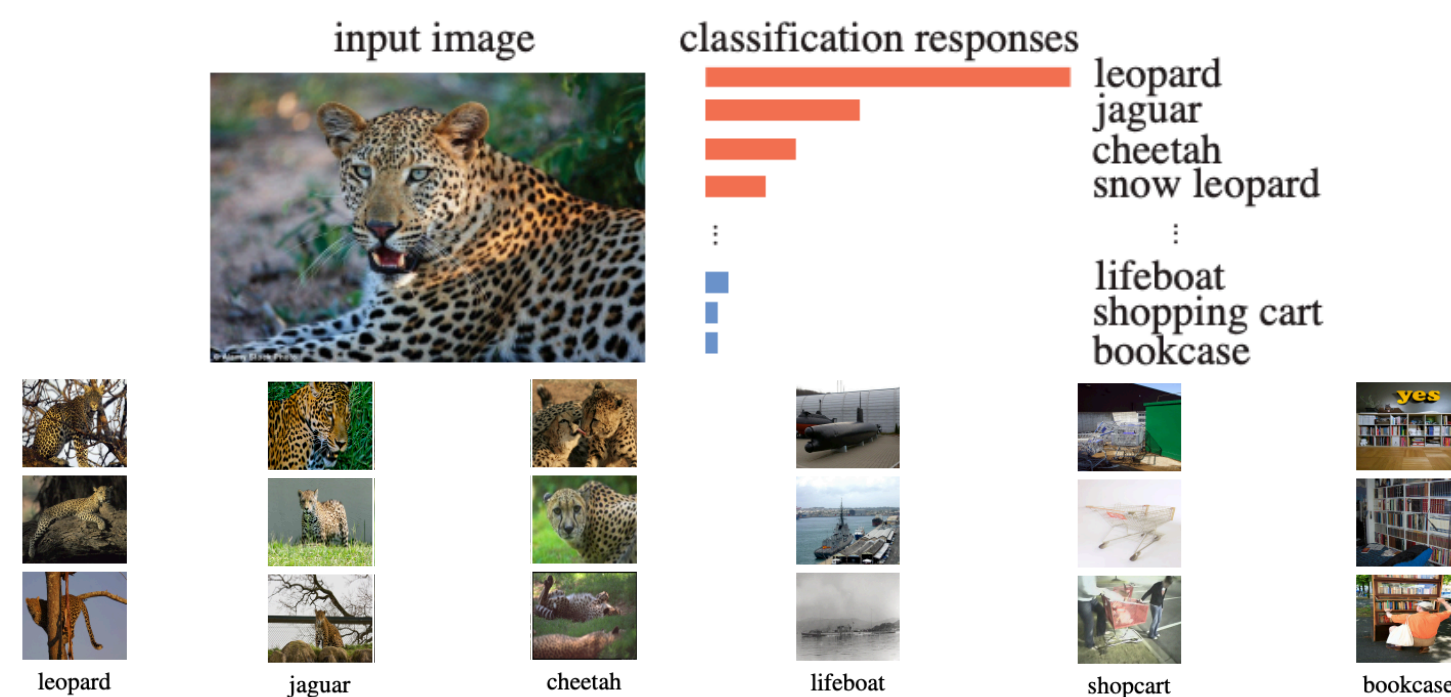 input image
classification responses
leopard
jaguar
cheetah
snow leopard
⋮
⋮
lifeboat
shopping cart
bookcase
yes
leopard
jaguar
cheetah
lifeboat
shopcart
bookcase